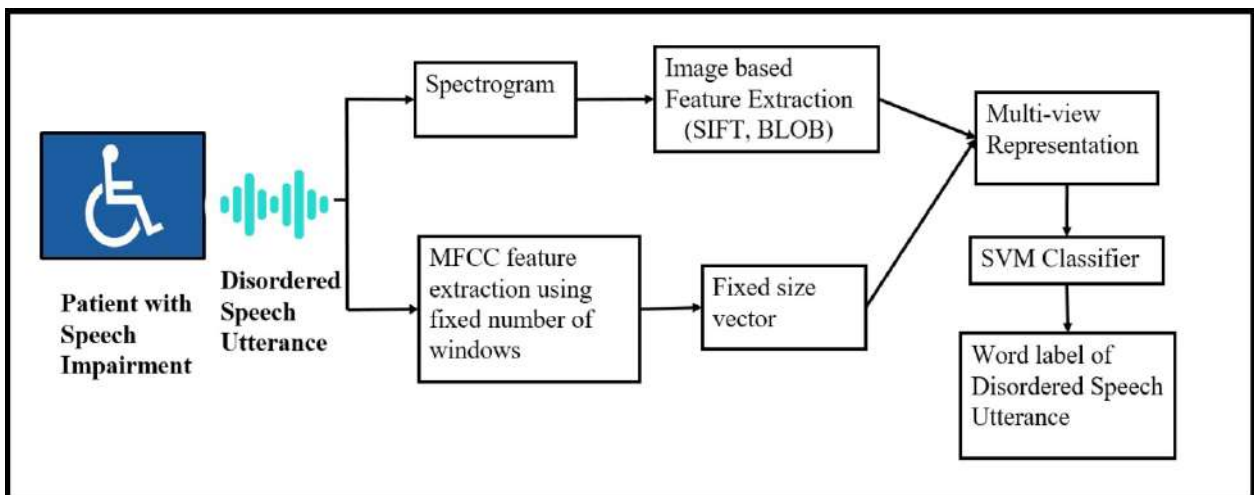 Patient with
Speech
Impairment
Disordered
Speech
Utterance
Spectrogram
Image based
Feature Extraction
(SIFT, BLOB)
MFCC feature
extraction using
fixed number of
windows
Fixed size
vector
Multi-view
Representation
SVM Classifier
Word label of
Disordered Speech
Utterance